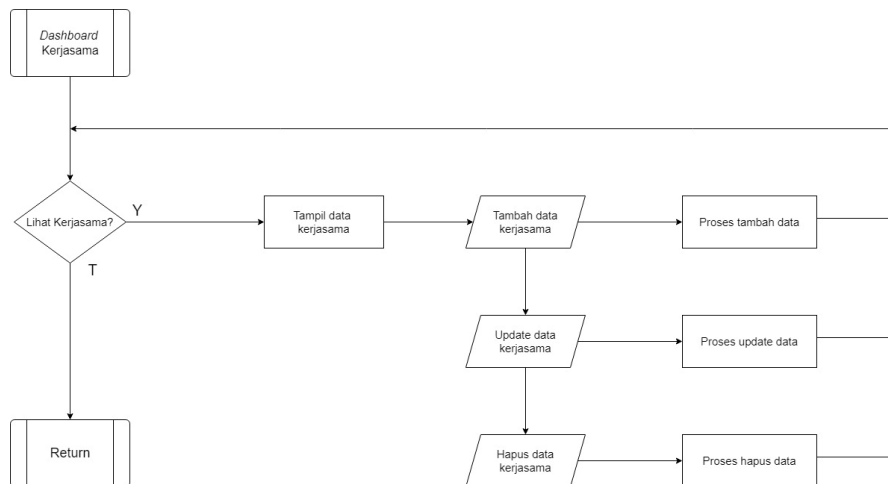 Dashboard
Kerjasama
Lihat Kerjasama?
Y
Tampil data
kerjasama
Tambah data
kerjasama
Proses tambah data
T
Update data
kerjasama
Proses update data
Return
Hapus data
kerjasama
Proses hapus data